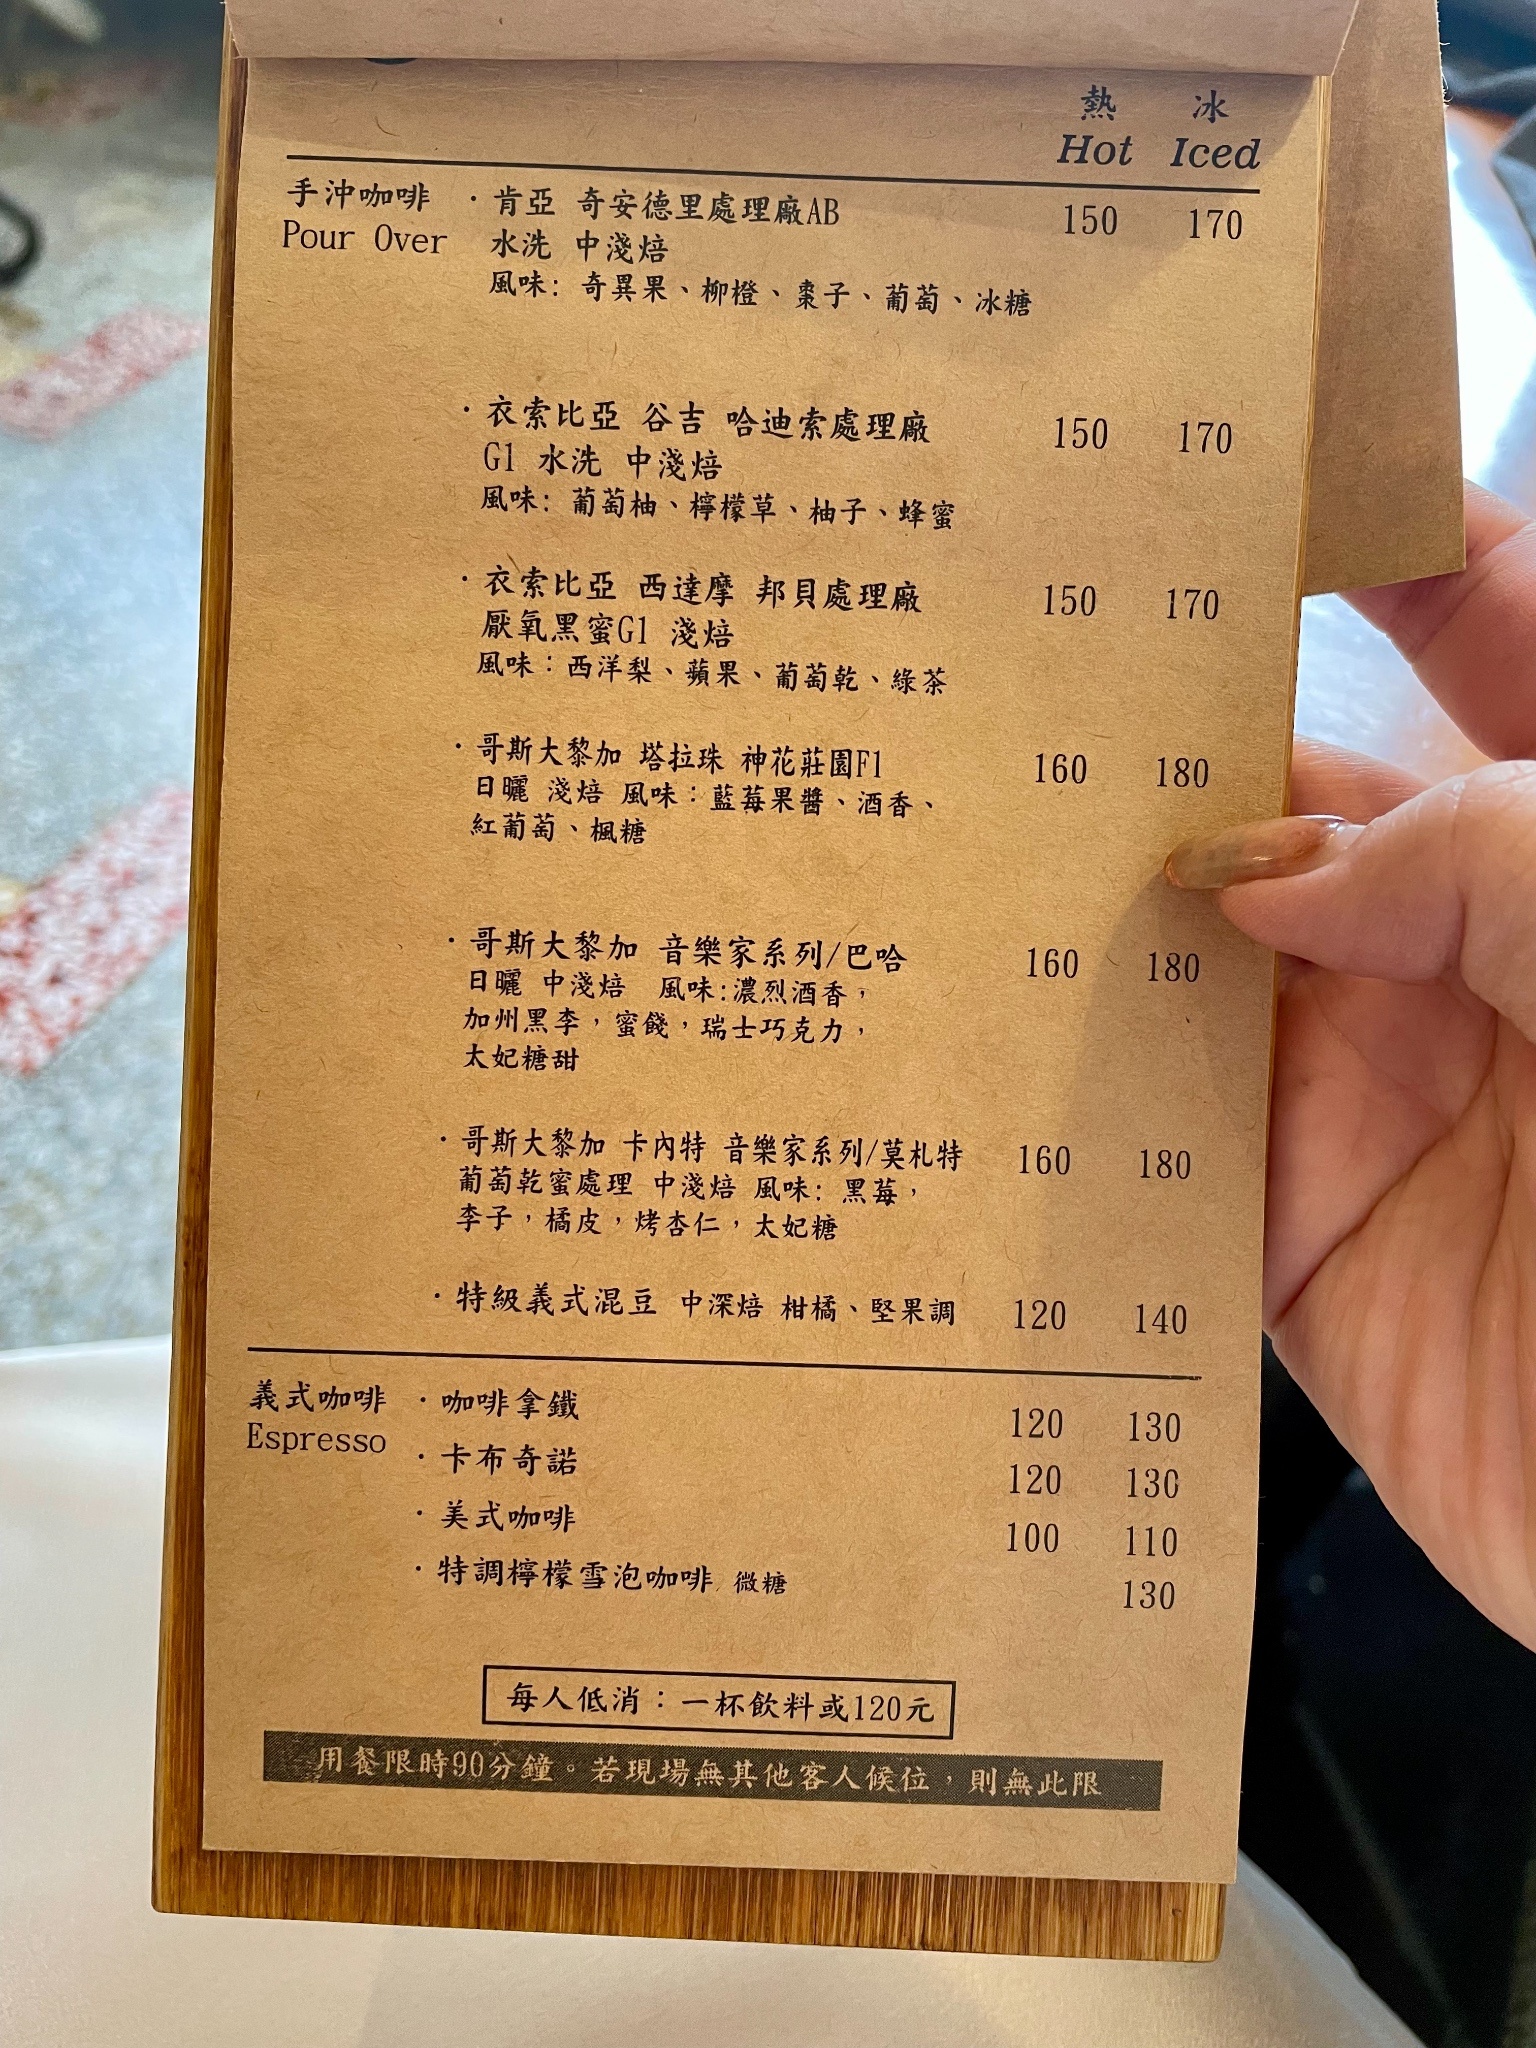 熱 冰
Hot Iced
手沖咖啡 ·肯亞 奇安德里處理廠AB 150 170
Pour Over 水洗 中淺焙
風味: 奇異果、柳橙、棗子、葡萄、冰糖
·衣索比亞 谷吉 哈迪索處理廠 150 170
G1 水洗 中淺焙
風味: 葡萄柚、檸檬草、柚子、蜂蜜
·衣索比亞 西達摩 邦貝處理廠 150 170
厭氧黑蜜G1 淺焙
風味：西洋梨、蘋果、葡萄乾、綠茶
·哥斯大黎加 塔拉珠 神花莊園F1 160 180
日曬 淺焙 風味：藍莓果醬、酒香、
紅葡萄、楓糖
·哥斯大黎加 音樂家系列/巴哈 160 180
日曬 中淺焙 風味:濃烈酒香，
加州黑李，蜜餞，瑞士巧克力，
太妃糖甜
·哥斯大黎加 卡內特 音樂家系列/莫札特 160 180
葡萄乾蜜處理 中淺焙 風味: 黑莓，
李子，橘皮，烤杏仁，太妃糖
·特級義式混豆 中深焙 柑橘、堅果調 120 140
義式咖啡 ·咖啡拿鐵 120 130
Espresso
·卡布奇諾 120 130
·美式咖啡 100 110
·特調檸檬雪泡咖啡 微糖 130
每人低消：一杯飲料或120元
用餐限時90分鐘。若現場無其他客人候位，則無此限